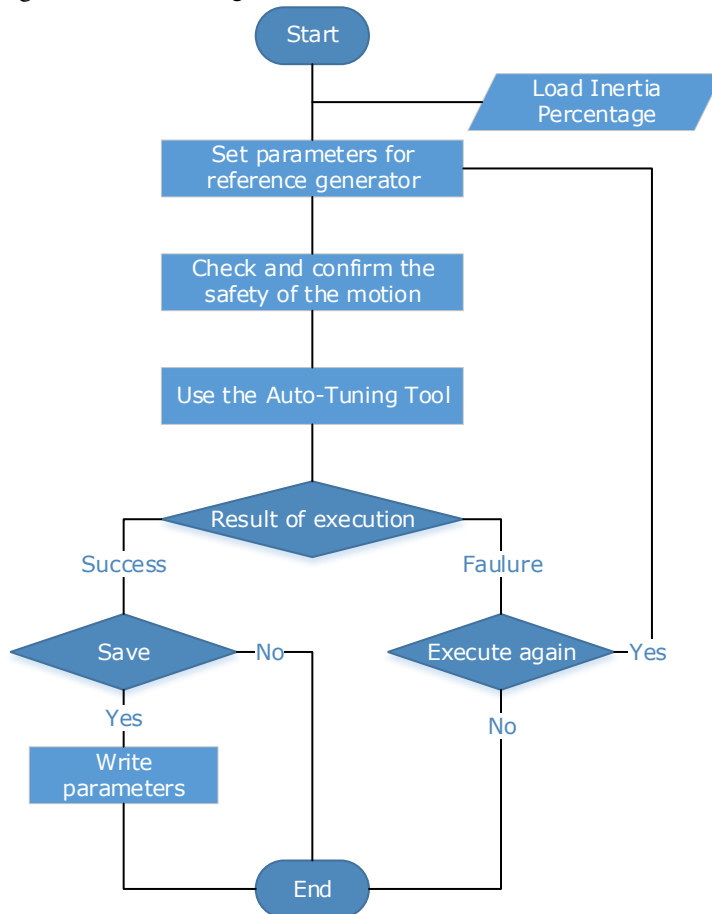 Start
Load Inertia
Percentage
Set parameters for
reference generator
Check and confirm the
safety of the motion
Use the Auto-Tuning Tool
Result of execution
Success
Faulure
Save
No
Execute again
Yes
Yes
No
Write
parameters
End